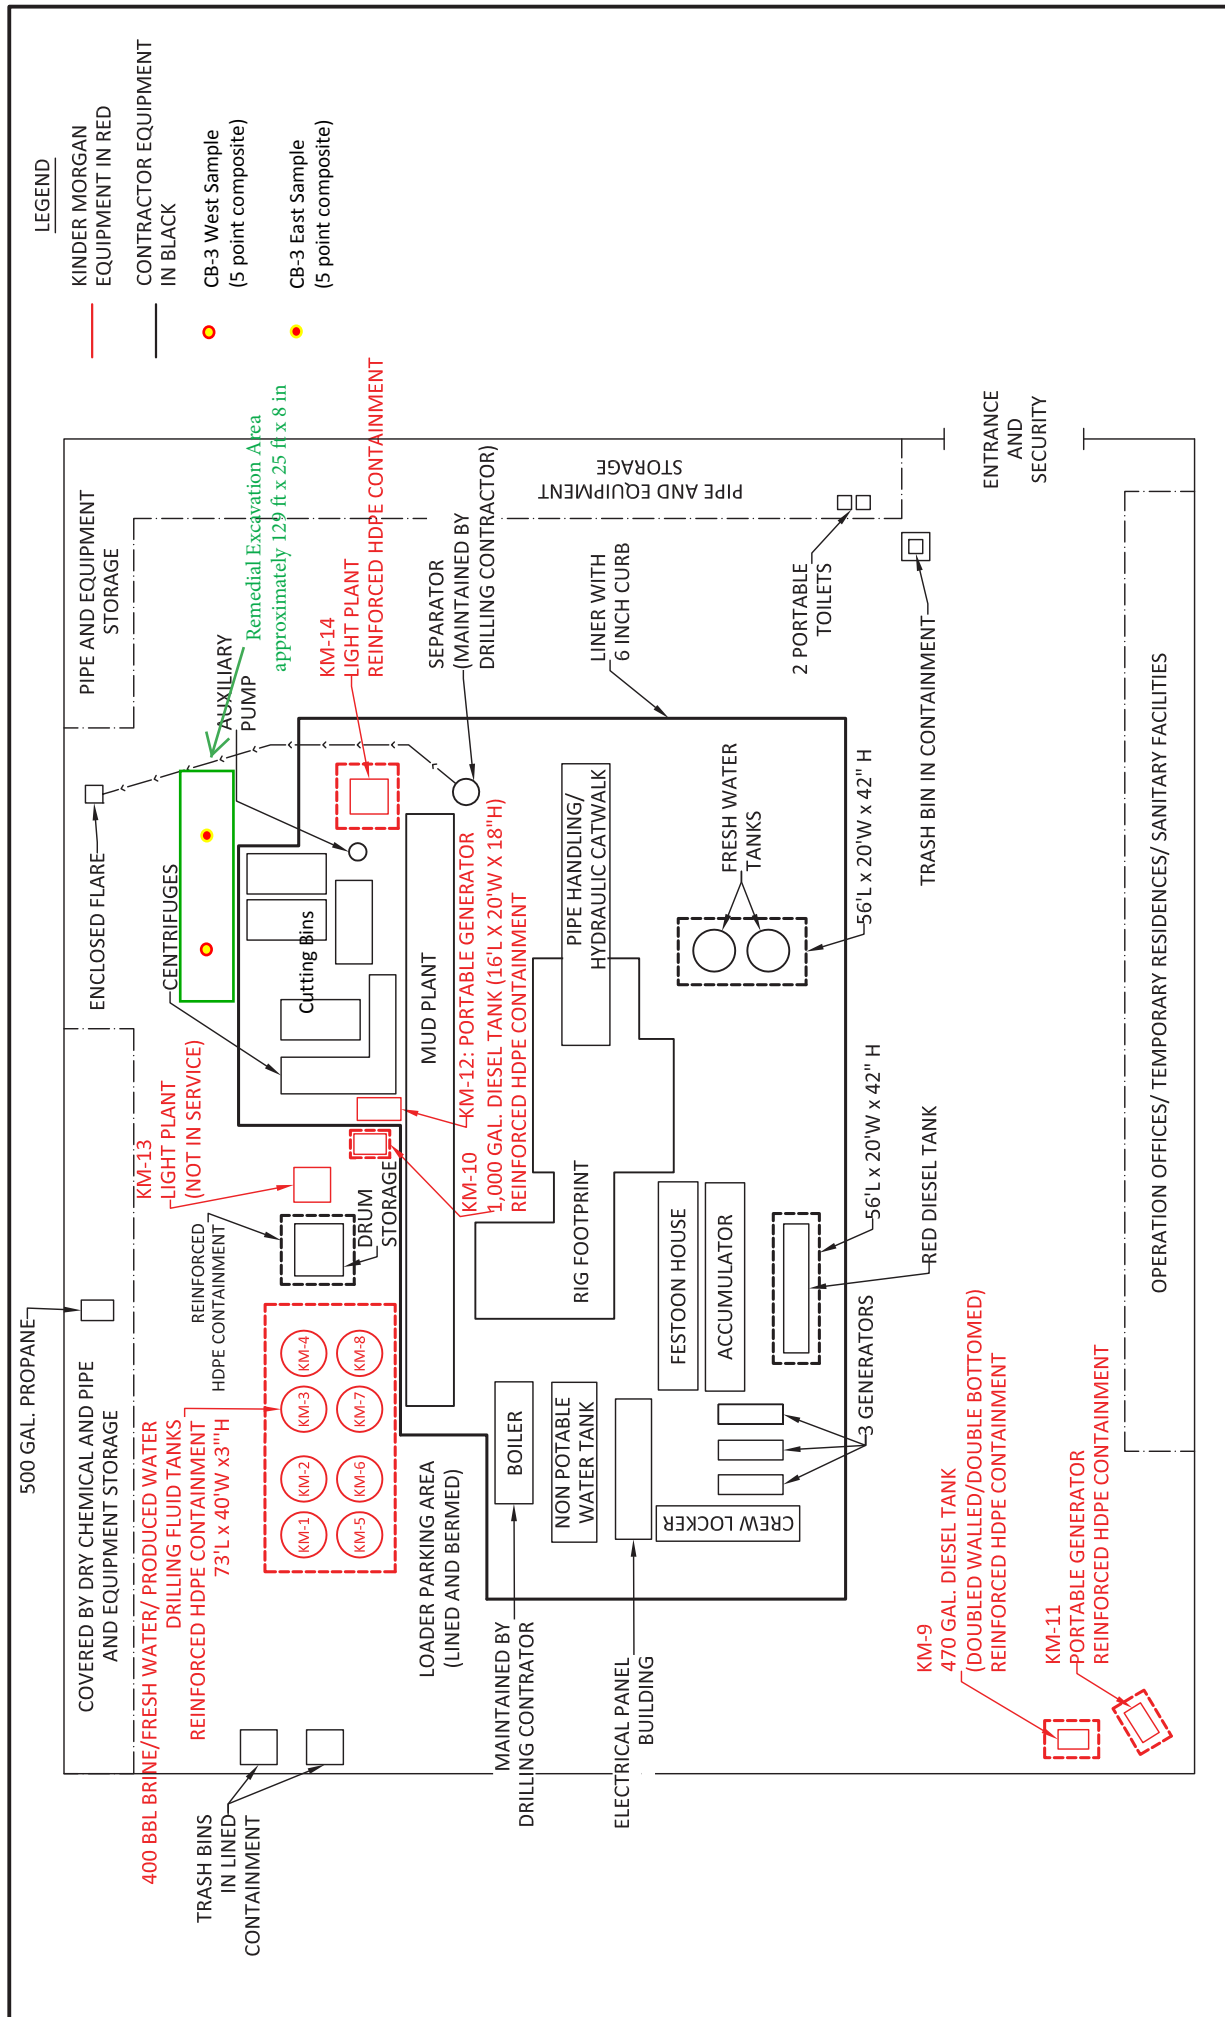 LEGEND
KINDER MORGAN
EQUIPMENT IN RED
CONTRACTOR EQUIPMENT
IN BLACK
CB-3 West Sample
(5 point composite)
CB-3 East Sample
(5 point composite)
500 GAL. PROPANE
COVERED BY DRY CHEMICAL AND PIPE
AND EQUIPMENT STORAGE
ENCLOSED FLARE
PIPE AND EQUIPMENT
STORAGE
Remedial Excavation Area
approximately 129 ft x 25 ft x 8 in
400 BBL BRINE/FRESH WATER/ PRODUCED WATER
DRILLING FLUID TANKS
REINFORCED HDPE CONTAINMENT
73'L x 40'W x3'"H
TRASH BINS
IN LINED
CONTAINMENT
REINFORCED
HDPE CONTAINMENT
KM-13
LIGHT PLANT
(NOT IN SERVICE)
CENTRIFUGES
AUXILIARY
PUMP
KM-14
LIGHT PLANT
REINFORCED HDPE CONTAINMENT
KM-1
KM-2
KM-3
KM-4
KM-5
KM-6
KM-7
KM-8
DRUM
STORAGE
Cutting Bins
SEPARATOR
(MAINTAINED BY
DRILLING CONTRACTOR)
LOADER PARKING AREA
(LINED AND BERMED)
MUD PLANT
KM-12: PORTABLE GENERATOR
KM-10
1,000 GAL. DIESEL TANK (16'L X 20'W X 18"H)
REINFORCED HDPE CONTAINMENT
MAINTAINED BY
DRILLING CONTRATOR
BOILER
NON POTABLE
WATER TANK
RIG FOOTPRINT
PIPE HANDLING/
HYDRAULIC CATWALK
LINER WITH
6 INCH CURB
PIPE AND EQUIPMENT
STORAGE
ELECTRICAL PANEL
BUILDING
CREW LOCKER
FESTOON HOUSE
ACCUMULATOR
FRESH WATER
TANKS
2 PORTABLE
TOILETS
3 GENERATORS
56'L x 20'W x 42" H
56'L x 20'W x 42" H
RED DIESEL TANK
TRASH BIN IN CONTAINMENT
ENTRANCE
AND
SECURITY
KM-9
470 GAL. DIESEL TANK
(DOUBLED WALLED/DOUBLE BOTTOMED)
REINFORCED HDPE CONTAINMENT
KM-11
PORTABLE GENERATOR
REINFORCED HDPE CONTAINMENT
OPERATION OFFICES/ TEMPORARY RESIDENCES/ SANITARY FACILITIES